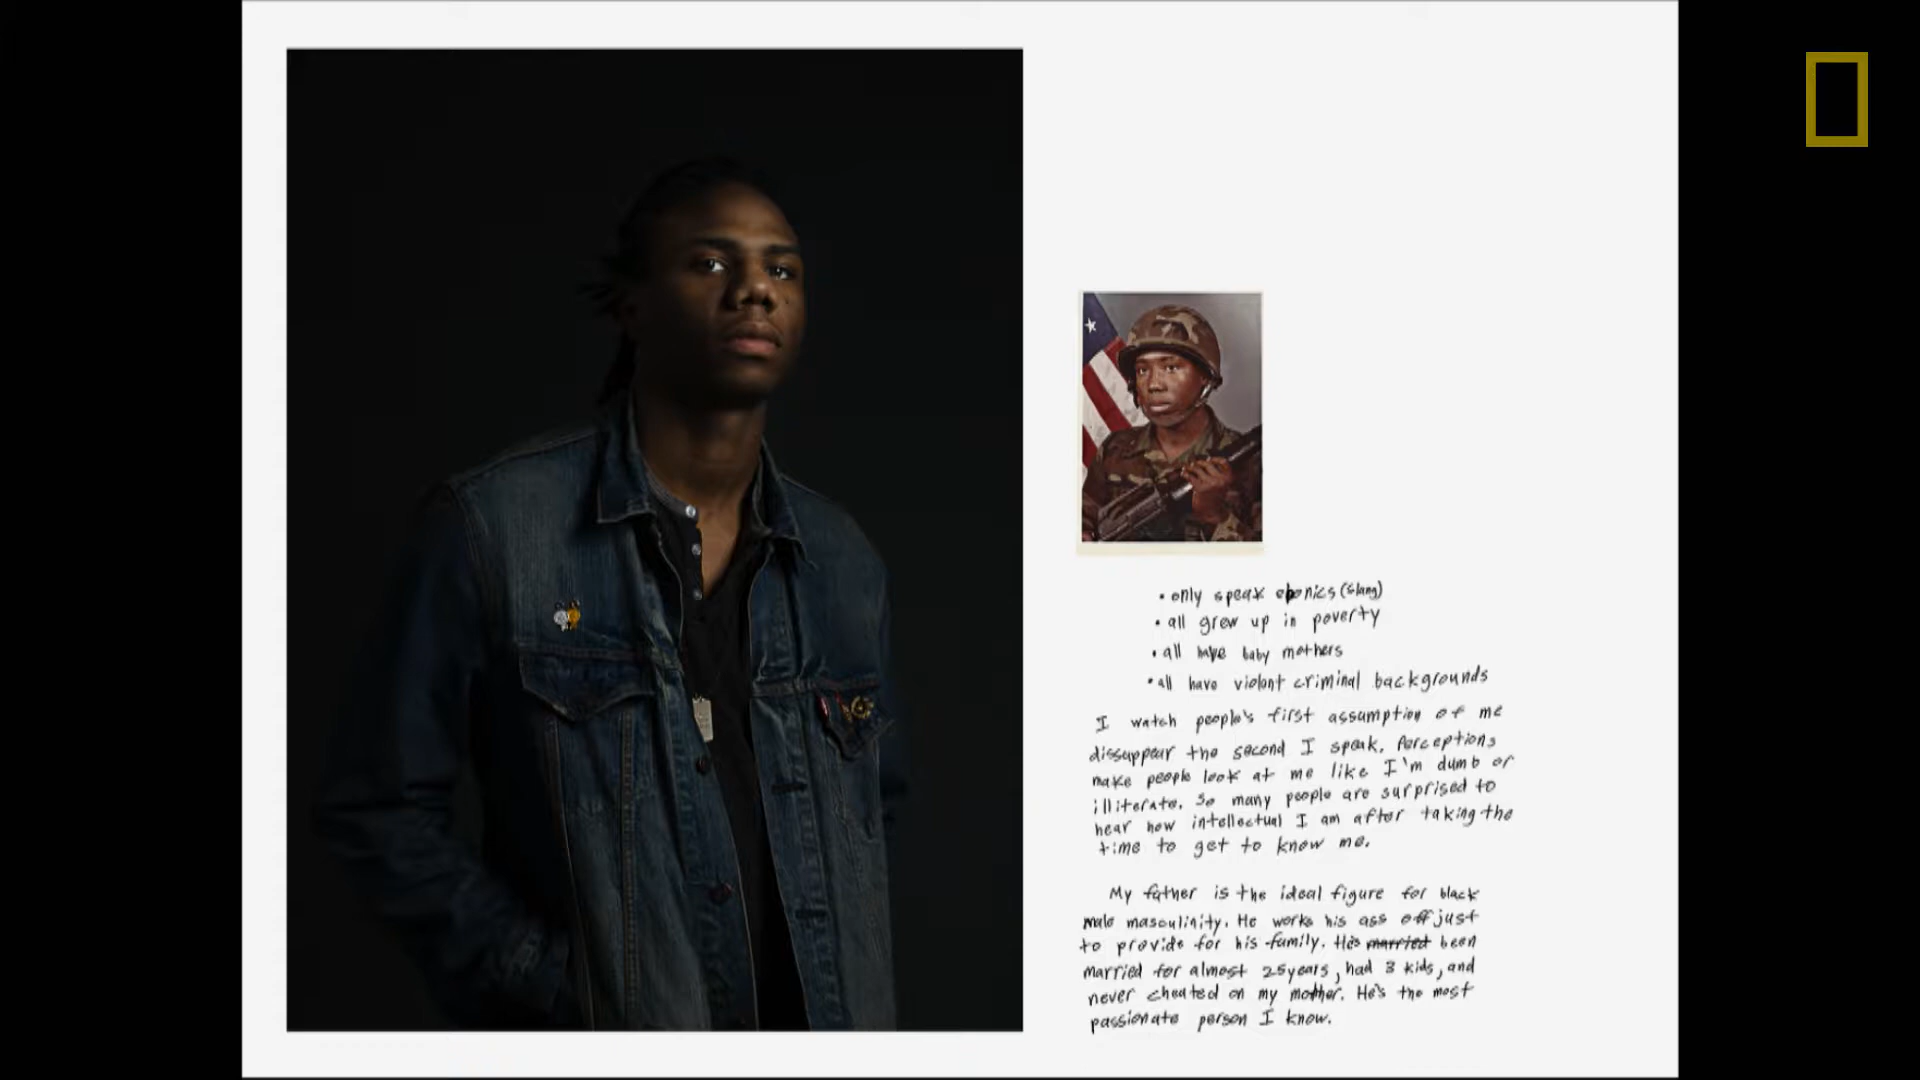 • only speak ebonics (slang)
• all grew up in poverty
• all have baby mothers
• all have violent criminal backgrounds
I watch people's first assumption of me
dissappear the second I speak. Perceptions
make people look at me like I'm dumb or
illiterate. So many people are surprised to
hear how intellectual I am after taking the
time to get to know me.
My father is the ideal figure for black
male masculinity. He works his ass off just
to provide for his family. He's married been
married for almost 25 years, had 3 kids, and
never cheated on my mother. He's the most
passionate person I know.